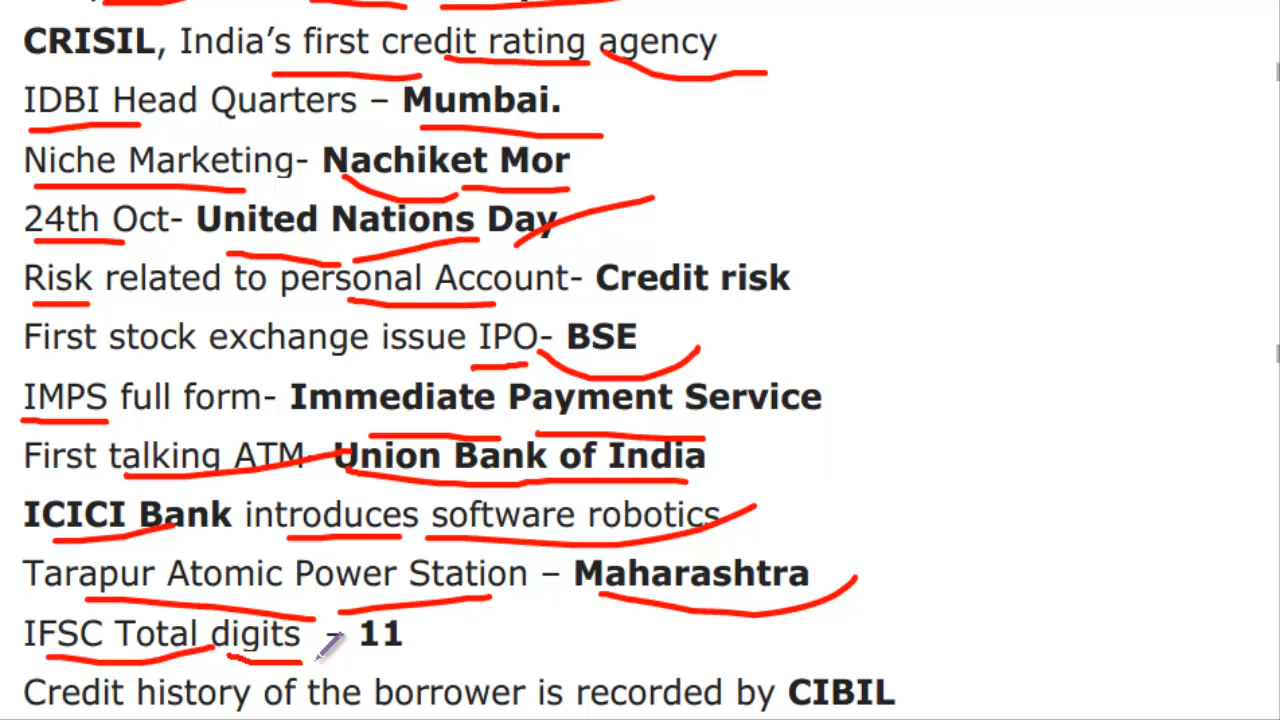 CRISIL, India’s first credit rating agency
IDBI Head Quarters – Mumbai.
Niche Marketing- Nachiket Mor
24th Oct- United Nations Day
Risk related to personal Account- Credit risk
First stock exchange issue IPO- BSE
IMPS full form- Immediate Payment Service
First talking ATM- Union Bank of India
ICICI Bank introduces software robotics
Tarapur Atomic Power Station – Maharashtra
IFSC Total digits – 11
Credit history of the borrower is recorded by CIBIL